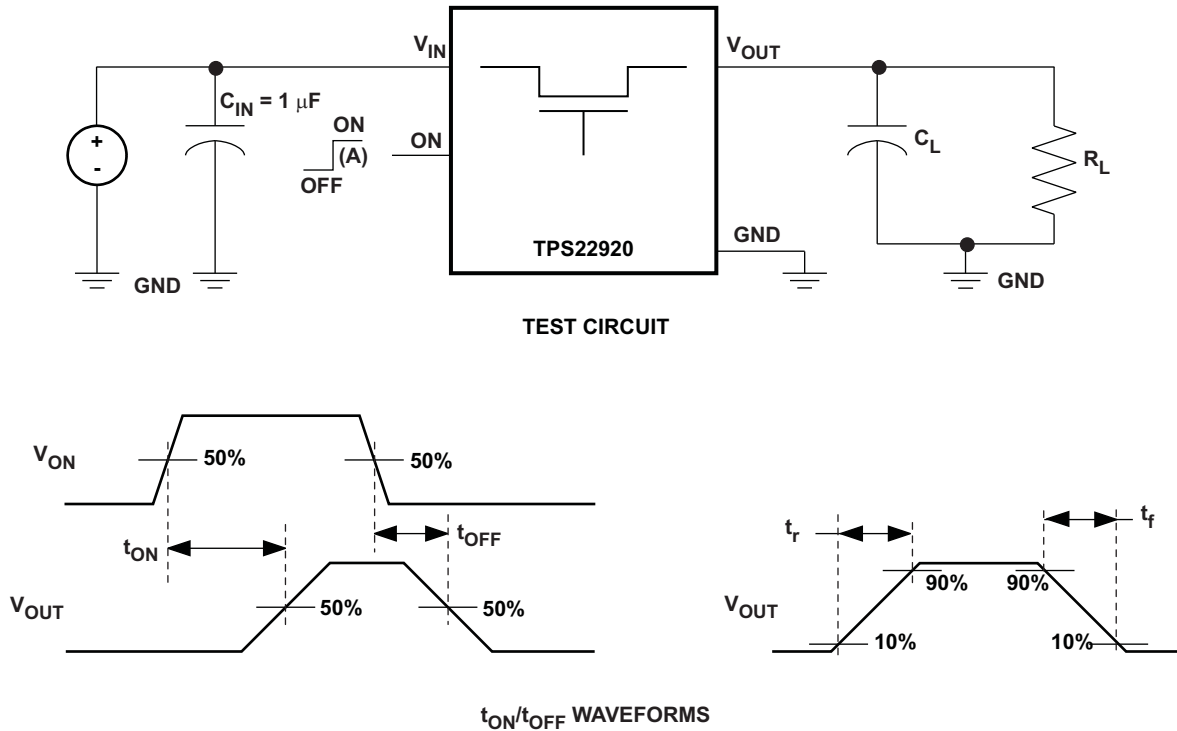 V_IN
V_OUT
C_IN = 1 μF
ON
(A)
OFF
ON
+
-
C_L
R_L
GND
TPS22920
GND
GND
TEST CIRCUIT
V_ON
50%
50%
t_ON
t_OFF
V_OUT
50%
50%
t_r
t_f
90%
90%
V_OUT
10%
10%
t_ON/t_OFF WAVEFORMS